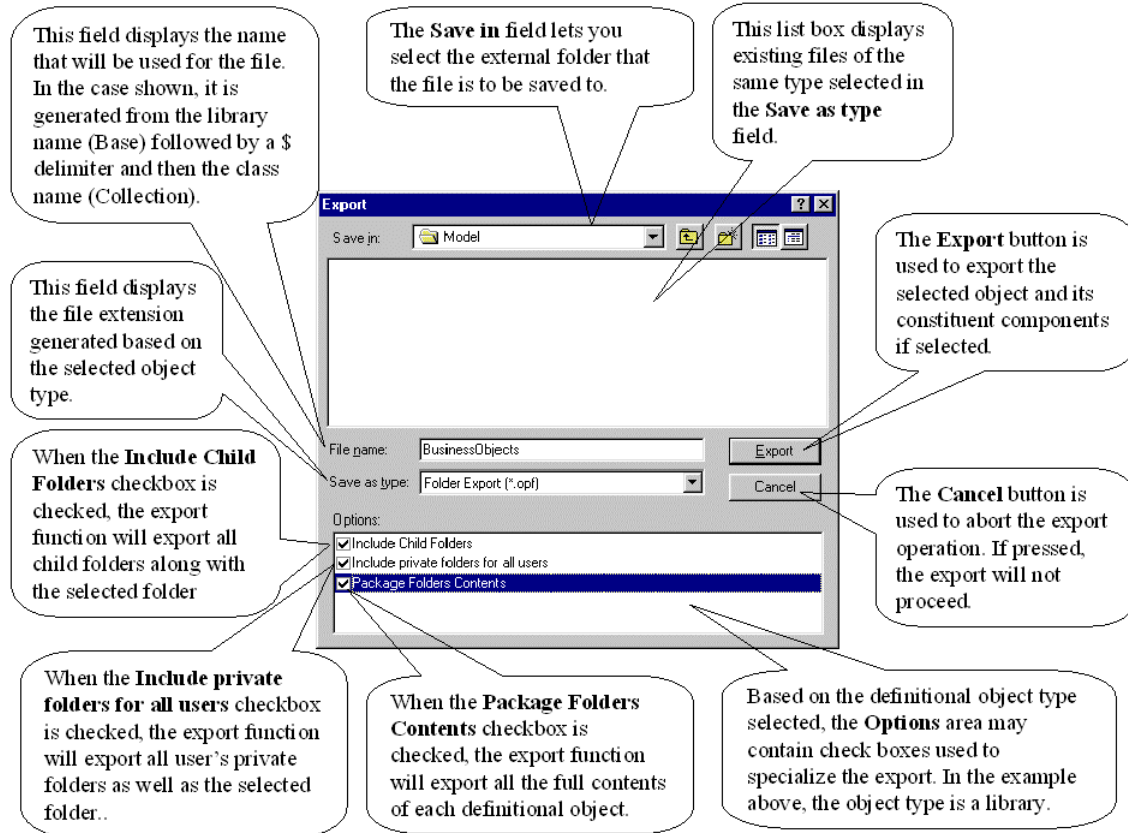 This field displays the name
that will be used for the file.
In the case shown, it is
generated from the library
name (Base) followed by a $
delimiter and then the class
name (Collection).
The Save in field lets you
select the external folder that
the file is to be saved to.
This list box displays
existing files of the
same type selected in
the Save as type
field.
Export
Save in:
Model
This field displays
the file extension
generated based on
the selected object
type.
The Export button is
used to export the
selected object and its
constituent components
if selected.
File name:
BusinessObjects
Export
Save as type:
Folder Export (*.opf)
Cancel
When the Include Child
Folders checkbox is
checked, the export
function will export all
child folders along with
the selected folder
The Cancel button is
used to abort the export
operation. If pressed,
the export will not
proceed.
Options:
Include Child Folders
Include private folders for all users
Package Folders Contents
When the Include private
folders for all users checkbox
is checked, the export function
will export all user's private
folders as well as the selected
folder..
When the Package Folders
Contents checkbox is
checked, the export function
will export all the full contents
of each definitional object.
Based on the definitional object type
selected, the Options area may
contain check boxes used to
specialize the export. In the example
above, the object type is a library.